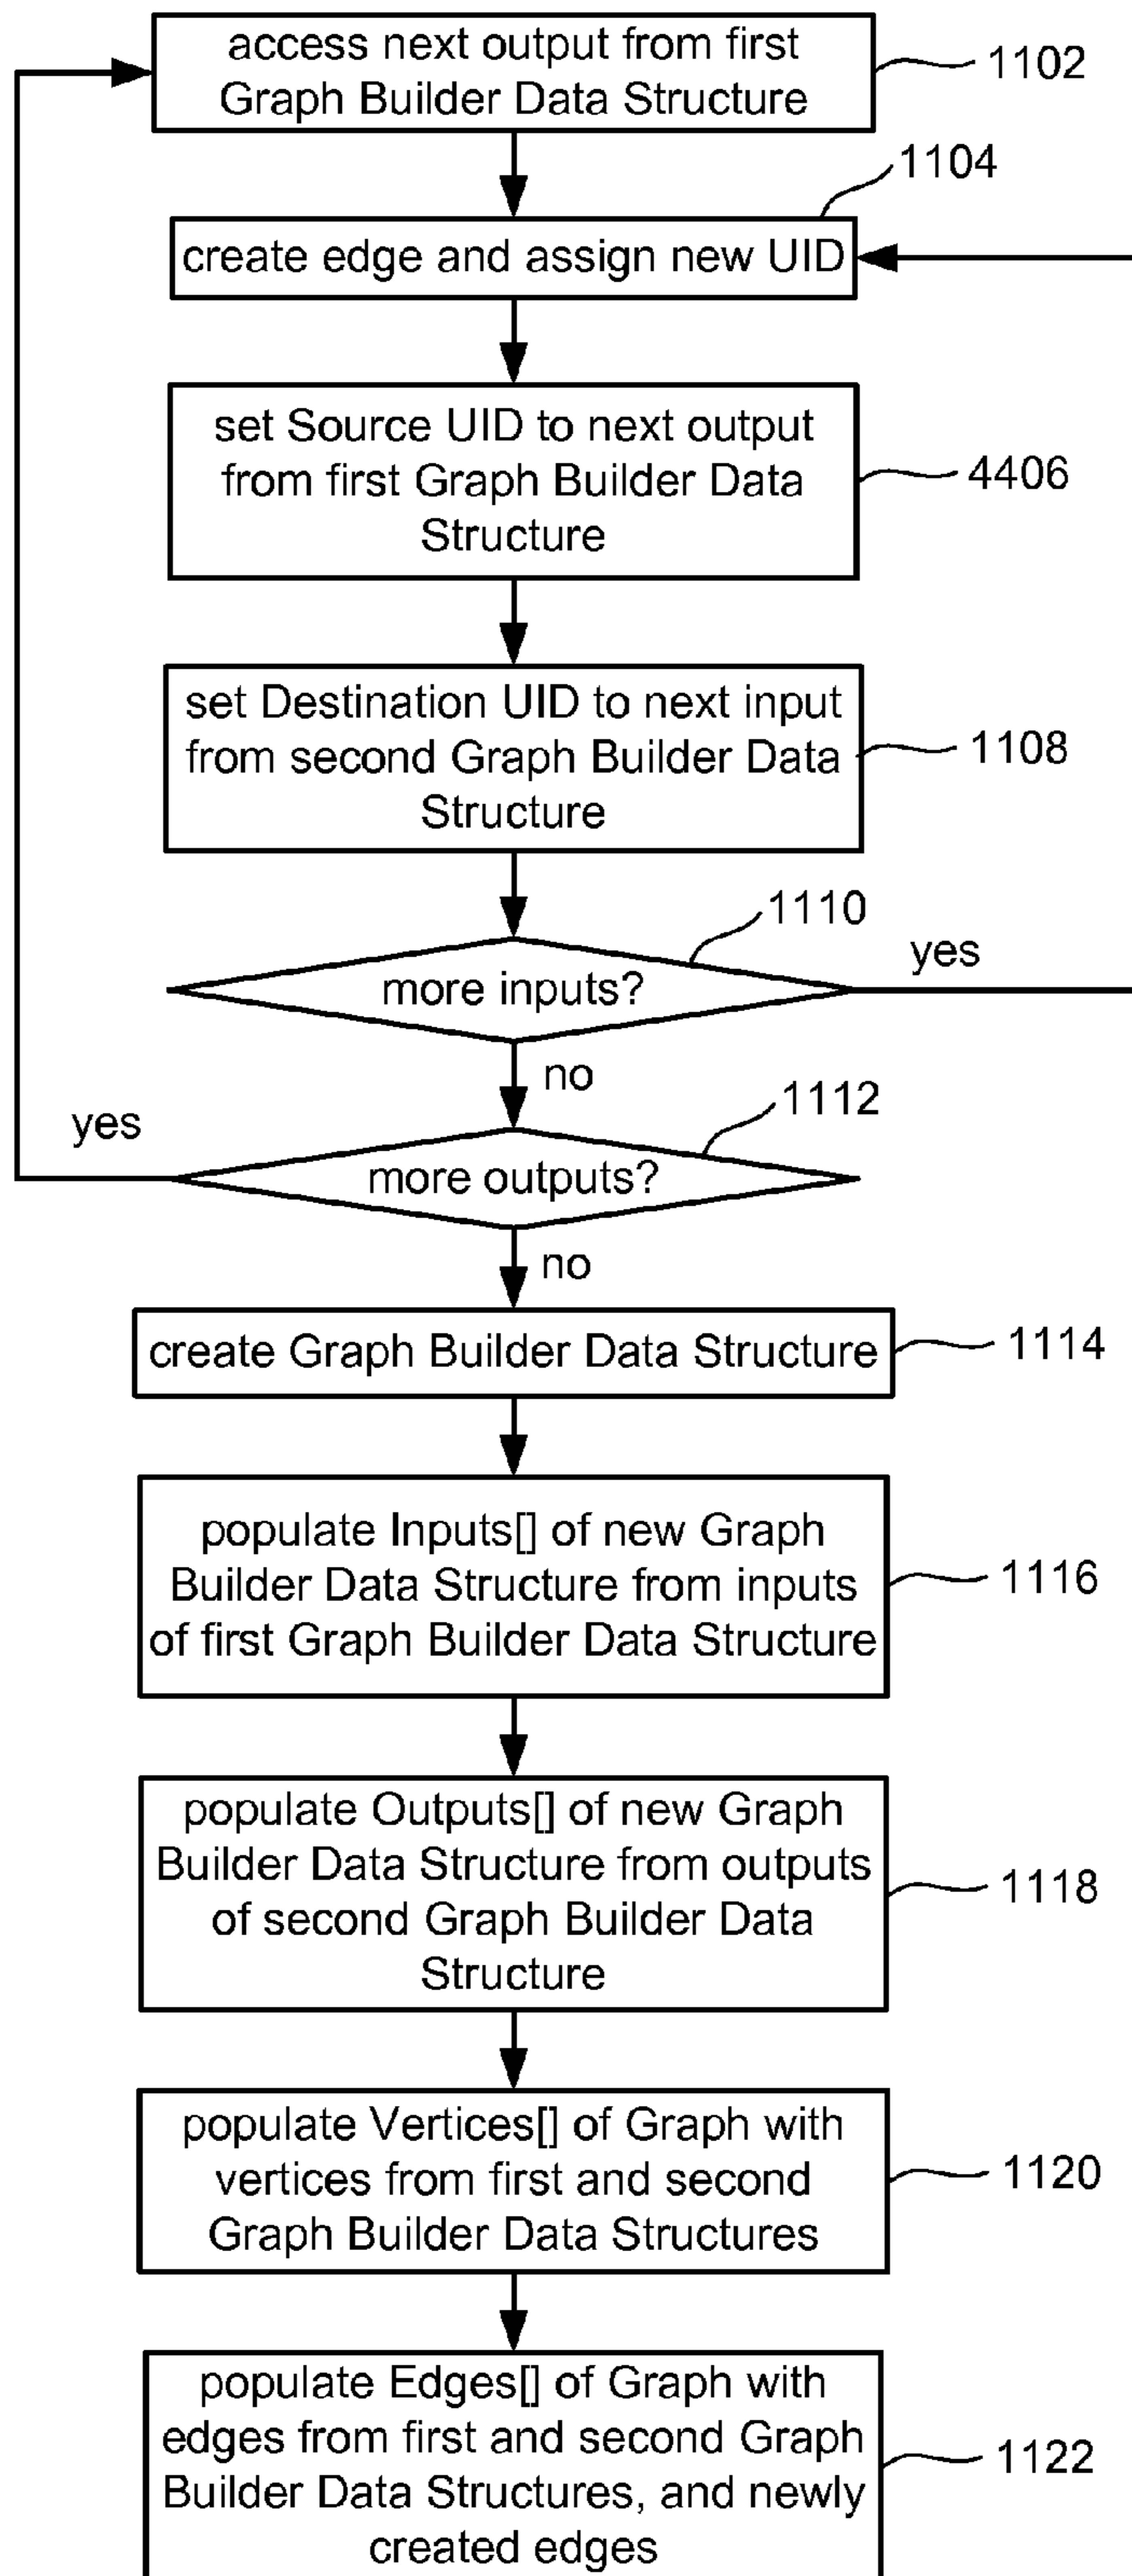 access next output from first
Graph Builder Data Structure
1102
1104
create edge and assign new UID
set Source UID to next output
from first Graph Builder Data
Structure
4406
set Destination UID to next input
from second Graph Builder Data
Structure
1108
1110
more inputs?
yes
no
1112
yes
more outputs?
no
create Graph Builder Data Structure
1114
populate Inputs[] of new Graph
Builder Data Structure from inputs
of first Graph Builder Data Structure
1116
populate Outputs[] of new Graph
Builder Data Structure from outputs
of second Graph Builder Data
Structure
1118
populate Vertices[] of Graph with
vertices from first and second
Graph Builder Data Structures
1120
populate Edges[] of Graph with
edges from first and second Graph
Builder Data Structures, and newly
created edges
1122